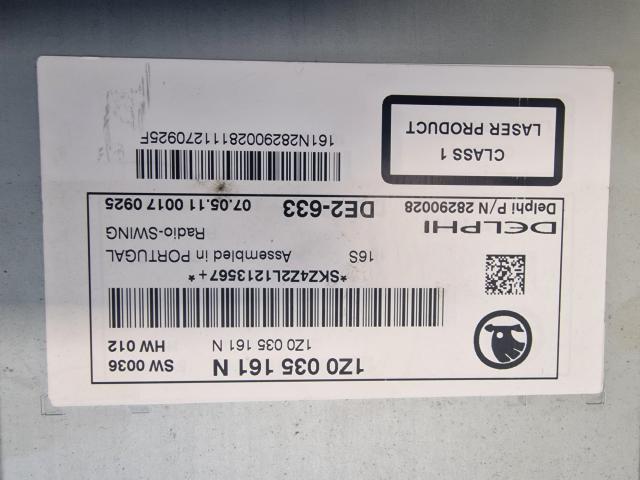 1Z0 035 161 N
SW 0036
1Z0 035 161 N
HW 012
*SKZ4Z2L1213567+*
16S Assembled in PORTUGAL
DELPHI
Radio-SWING
Delphi P/N 28290028 DE2-633 07.05.11 0017 0925
CLASS 1
LASER PRODUCT
161N28290028111270925F